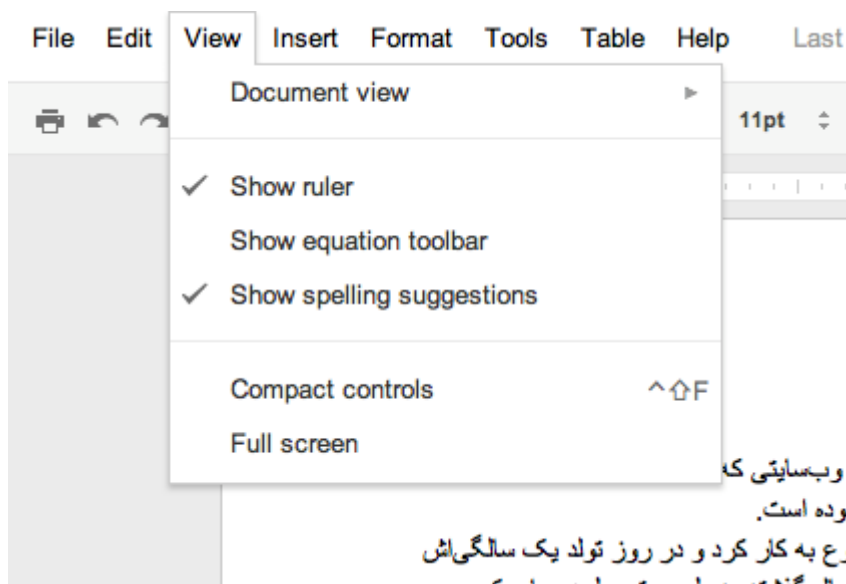 File Edit View Insert Format Tools Table Help Last
Document view
11pt
Show ruler
Show equation toolbar
Show spelling suggestions
Compact controls ^⇧F
Full screen
وب‌سایتی که
وده است.
رع به کار کرد و در روز تولد یک سالگی‌اش